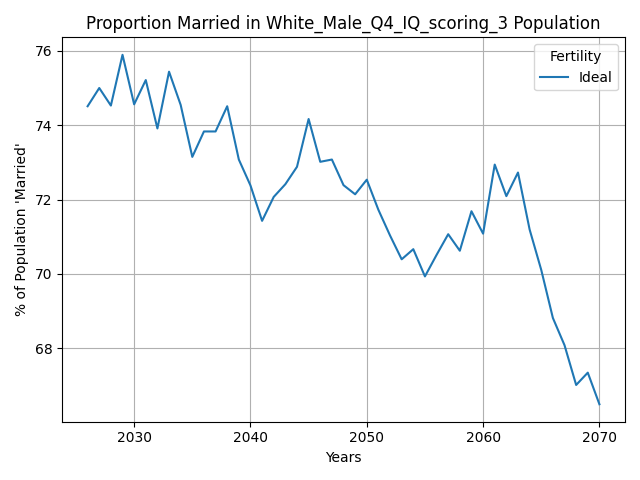 Proportion Married in White_Male_Q4_IQ_scoring_3 Population
% of Population 'Married'
76
74
72
70
68
Fertility
Ideal
2030
2040
2050
2060
2070
Years